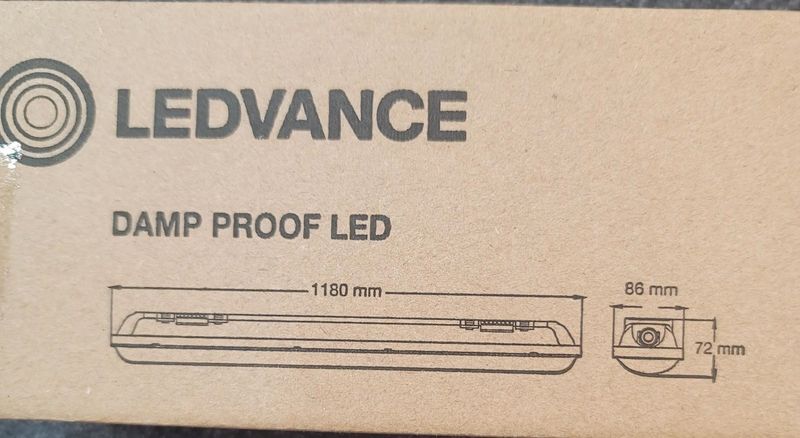 LEDVANCE
DAMP PROOF LED
1180 mm
86 mm
72 mm